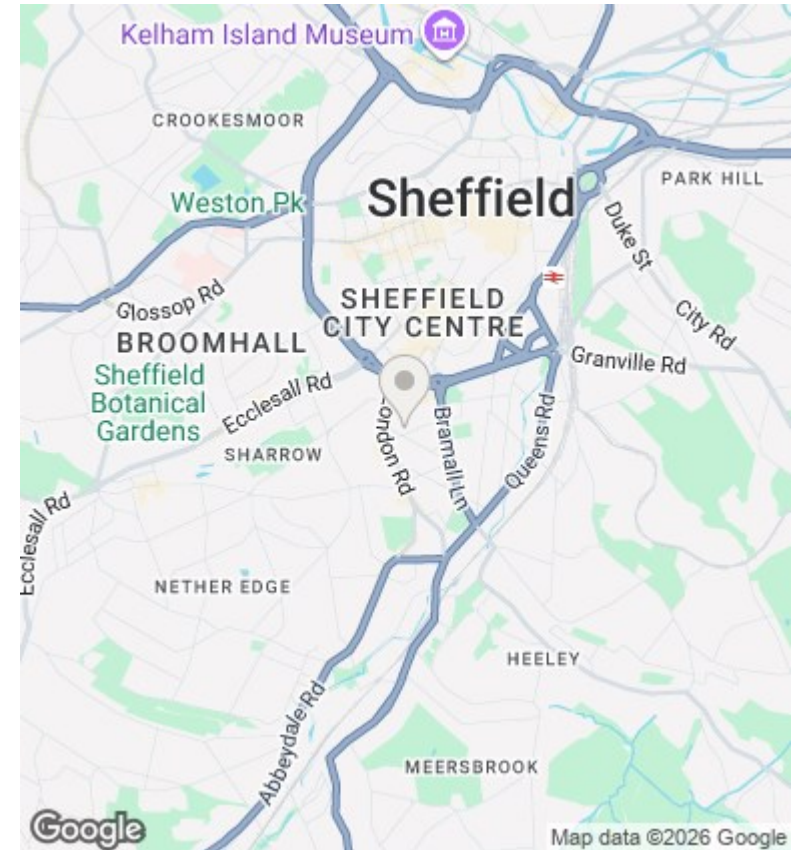 Kelham Island Museum
CROOKESMOOR
PARK HILL
Weston Pk
Sheffield
Duke St
City Rd
Glossop Rd
SHEFFIELD
CITY CENTRE
BROOMHALL
Granville Rd
Sheffield
Botanical
Gardens
Ecclesall Rd
London Rd
Bramall Ln
Queens Rd
SHARROW
Ecclesall Rd
NETHER EDGE
HEELEY
Abbeydale Rd
MEERSBROOK
Google
Map data ©2026 Google